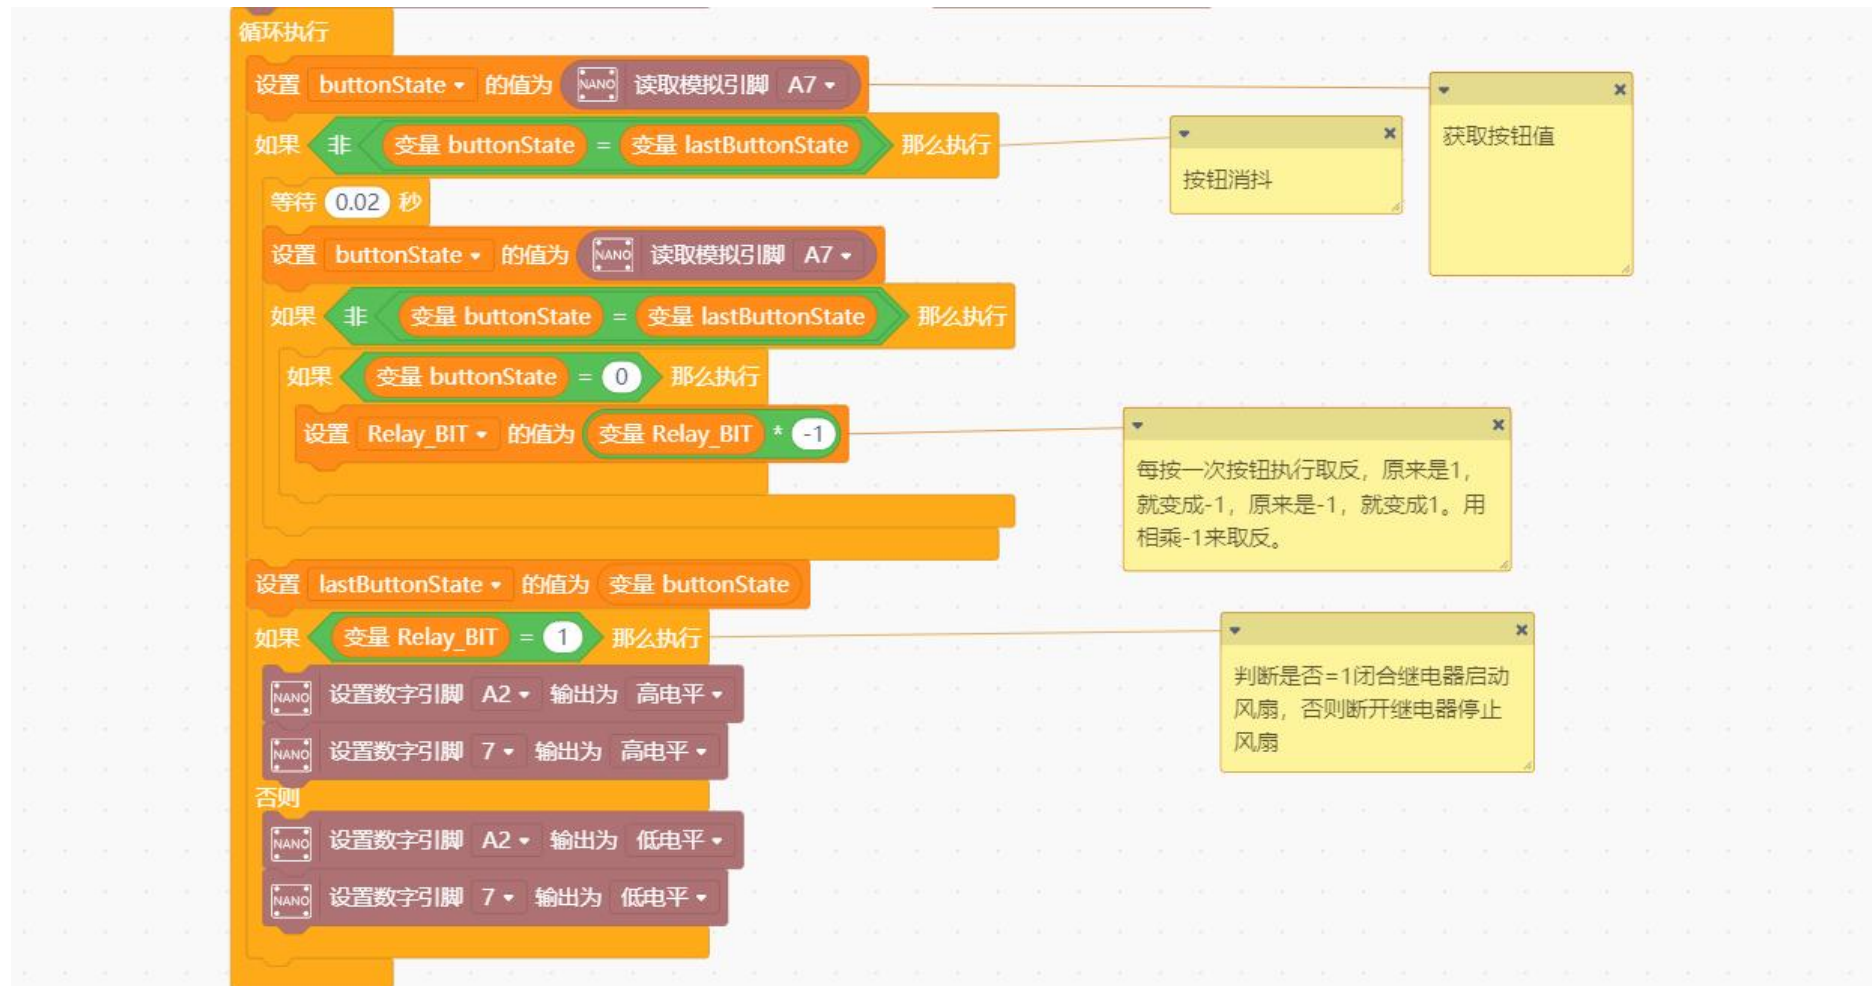 循环执行
设置 buttonState 的值为 NANO 读取模拟引脚 A7
如果 非 变量 buttonState = 变量 lastButtonState 那么执行
等待 0.02 秒
设置 buttonState 的值为 NANO 读取模拟引脚 A7
如果 非 变量 buttonState = 变量 lastButtonState 那么执行
如果 变量 buttonState = 0 那么执行
设置 Relay_BIT 的值为 变量 Relay_BIT * -1
设置 lastButtonState 的值为 变量 buttonState
如果 变量 Relay_BIT = 1 那么执行
NANO 设置数字引脚 A2 输出为 高电平
NANO 设置数字引脚 7 输出为 高电平
否则
NANO 设置数字引脚 A2 输出为 低电平
NANO 设置数字引脚 7 输出为 低电平
获取按钮值
按钮消抖
每按一次按钮执行取反，原来是1，
就变成-1，原来是-1，就变成1。用
相乘-1来取反。
判断是否=1闭合继电器启动
风扇，否则断开继电器停止
风扇